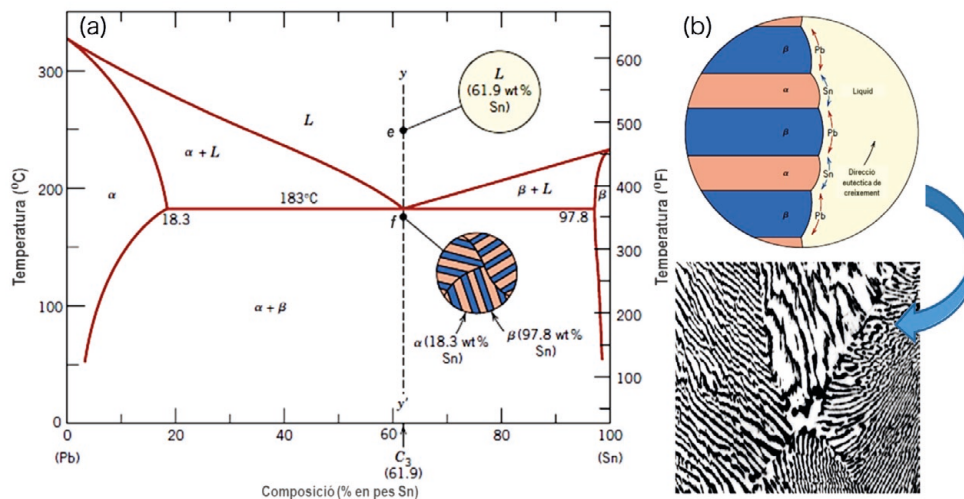 (a)
Temperatura (°C)
300
200
100
0
L
α + L
α
183°C
18.3
y
e
L
(61.9 wt%
Sn)
β + L
β
f
97.8
α + β
α (18.3 wt%
Sn)
β (97.8 wt%
Sn)
y'
600
500
400
300
200
100
Temperatura (°F)
0
20
40
60
80
100
(Pb)
C₃
(61.9)
(Sn)
Composició (% en pes Sn)
(b)
β
Pb
α
Sn
Líquid
β
Pb
α
Sn
Direcció
eutèctica de
creixement
β
Pb